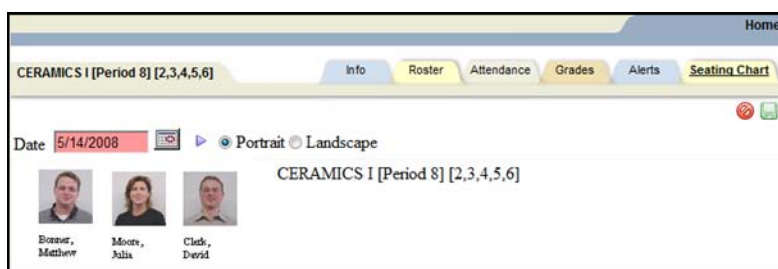 Home
CERAMICS I [Period 8] [2,3,4,5,6]
Info
Roster
Attendance
Grades
Alerts
Seating Chart
Date 5/14/2008 Portrait Landscape
CERAMICS I [Period 8] [2,3,4,5,6]
Bonner,
Matthew
Moore,
Julia
Clerk,
David